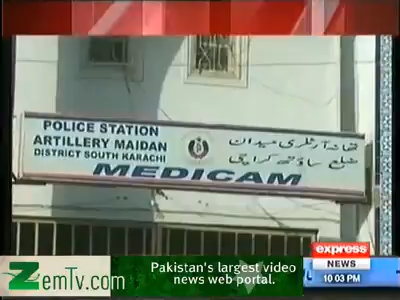 POLICE STATION
ARTILLERY MAIDAN
DISTRICT SOUTH KARACHI
تھانہ آرٹلری میدان
ضلع ساؤتھ کراچی
MEDICAM
express
NEWS
10:03 PM
ZemTv.com
Pakistan's largest video
news web portal.